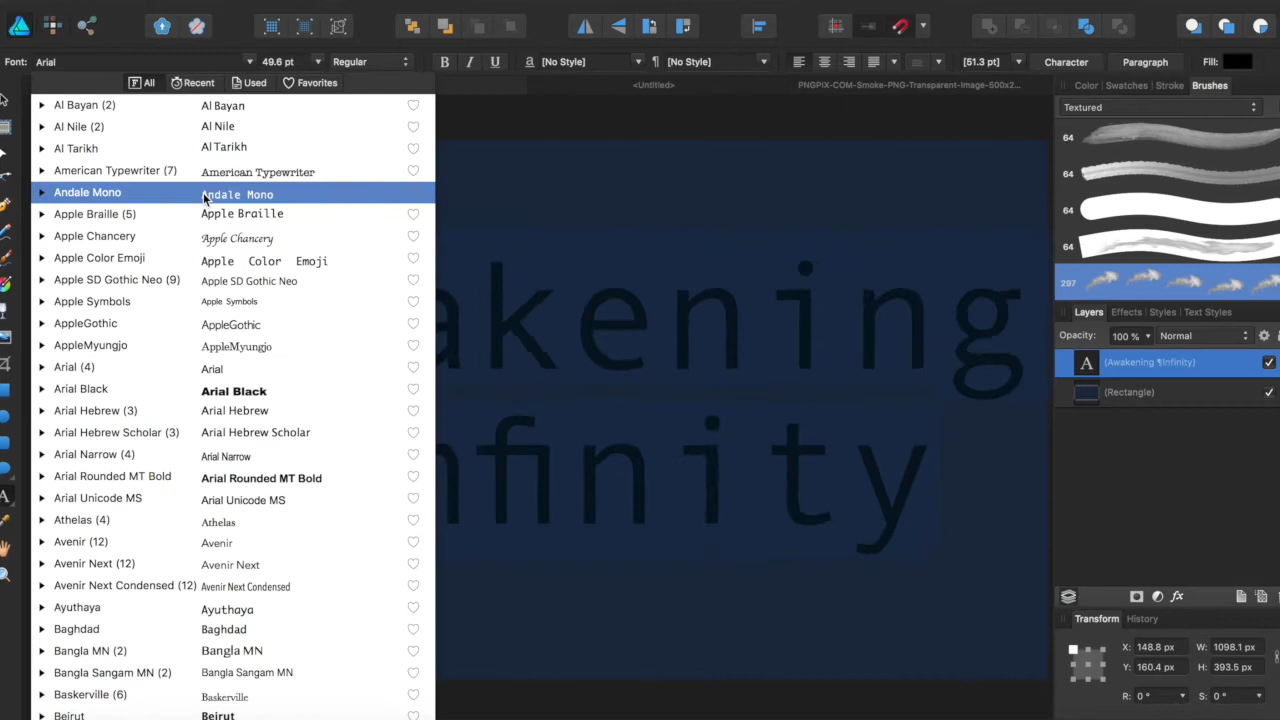 Font: Arial 49.6 pt Regular B I U a [No Style] ¶ [No Style] [51.3 pt] Character Paragraph Fill:
All Recent Used Favorites
<Untitled> PNGPIX-COM-Smoke-PNG-Transparent-Image-500x2...
Al Bayan (2) Al Bayan
Al Nile (2) Al Nile
Al Tarikh Al Tarikh
American Typewriter (7) American Typewriter
Andale Mono Andale Mono
Apple Braille (5) Apple Braille
Apple Chancery Apple Chancery
Apple Color Emoji Apple Color Emoji
Apple SD Gothic Neo (9) Apple SD Gothic Neo
Apple Symbols Apple Symbols
AppleGothic AppleGothic
AppleMyungjo AppleMyungjo
Arial (4) Arial
Arial Black Arial Black
Arial Hebrew (3) Arial Hebrew
Arial Hebrew Scholar (3) Arial Hebrew Scholar
Arial Narrow (4) Arial Narrow
Arial Rounded MT Bold Arial Rounded MT Bold
Arial Unicode MS Arial Unicode MS
Athelas (4) Athelas
Avenir (12) Avenir
Avenir Next (12) Avenir Next
Avenir Next Condensed (12) Avenir Next Condensed
Ayuthaya Ayuthaya
Baghdad Baghdad
Bangla MN (2) Bangla MN
Bangla Sangam MN (2) Bangla Sangam MN
Baskerville (6) Baskerville
Beirut Beirut
akening
nfinity
Color Swatches Stroke Brushes
Textured
64
64
64
64
297
Layers Effects Styles Text Styles
Opacity: 100 % Normal
A (Awakening ¶Infinity)
(Rectangle)
fx
Transform History
X: 148.8 px W: 1098.1 px
Y: 160.4 px H: 393.5 px
R: 0 ° S: 0 °